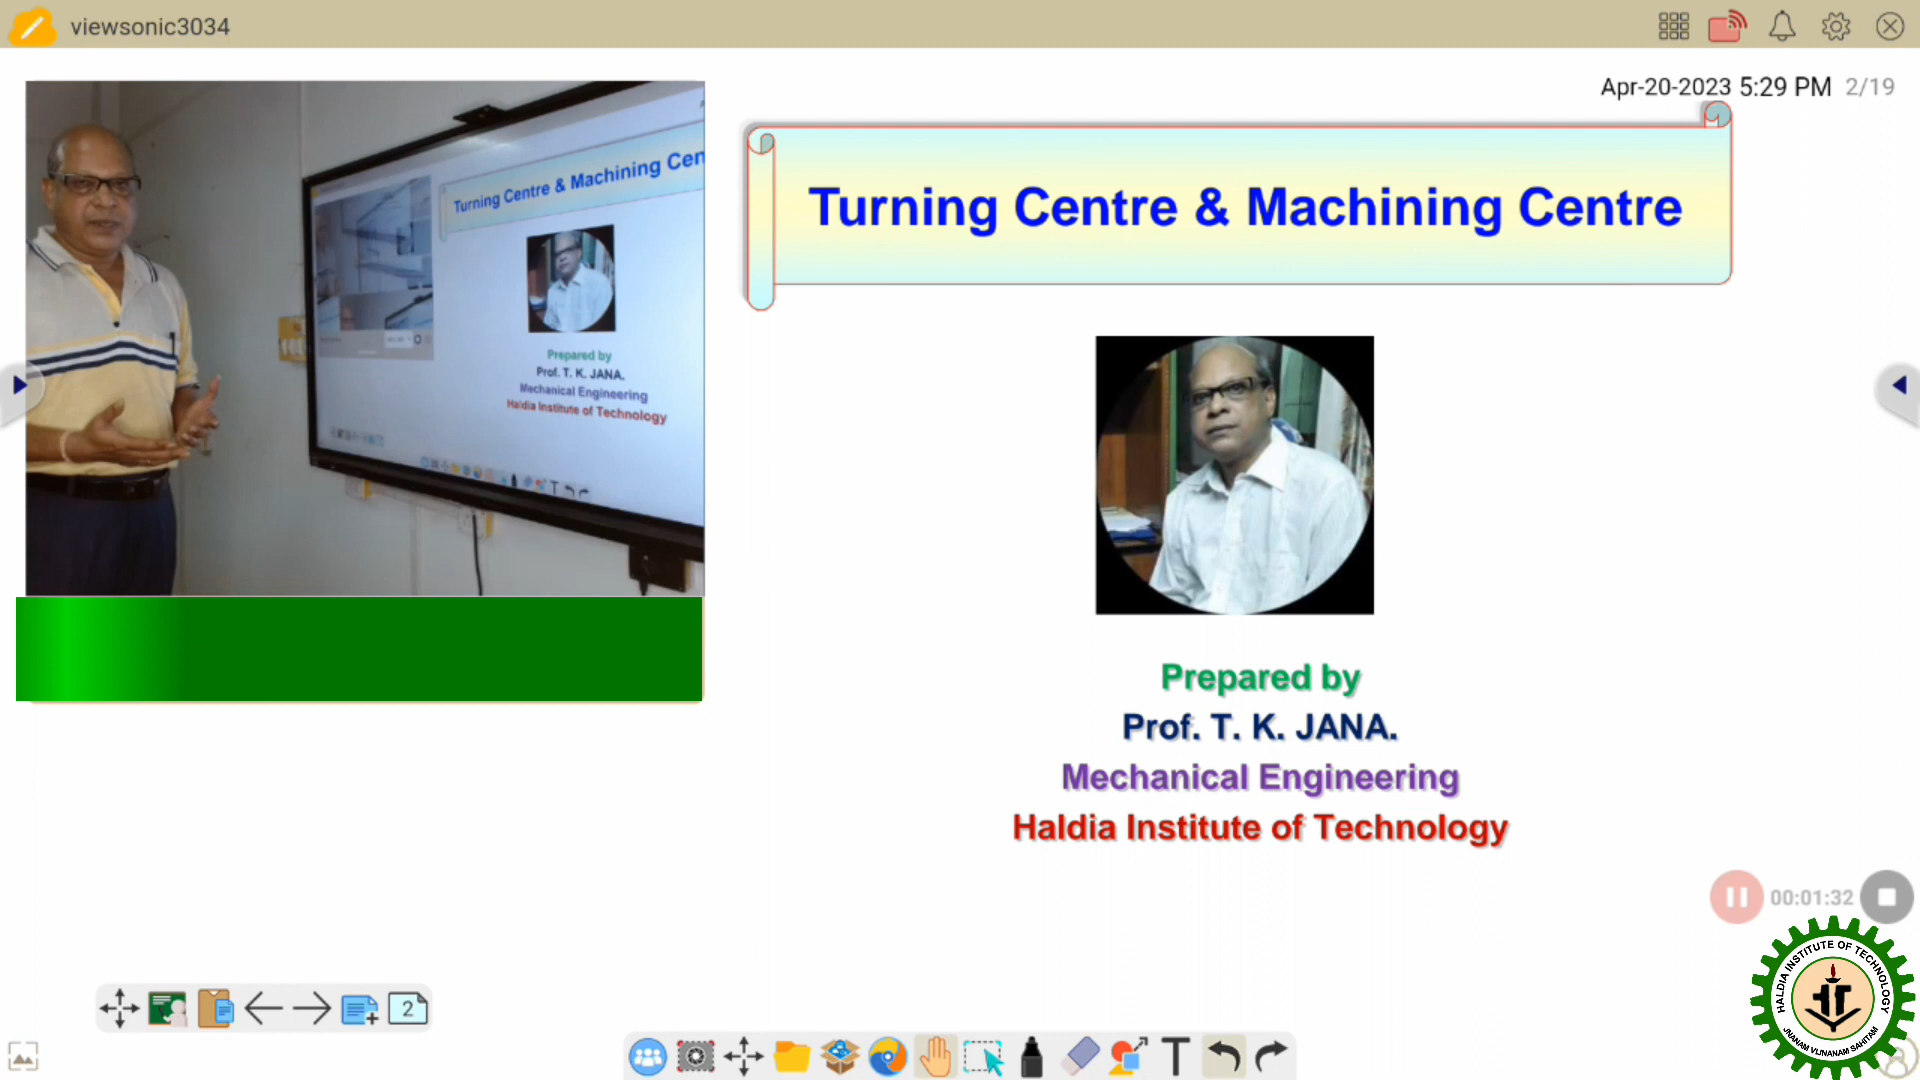 viewsonic3034
Apr-20-2023 5:29 PM 2/19
Turning Centre & Machining Cen
Prepared by
Prof. T. K. JANA.
Mechanical Engineering
Haldia Institute of Technology
Turning Centre & Machining Centre
Prepared by
Prof. T. K. JANA.
Mechanical Engineering
Haldia Institute of Technology
00:01:32
HALDIA INSTITUTE OF TECHNOLOGY
JNANAM VIJNANAM SAHITAM
2
T